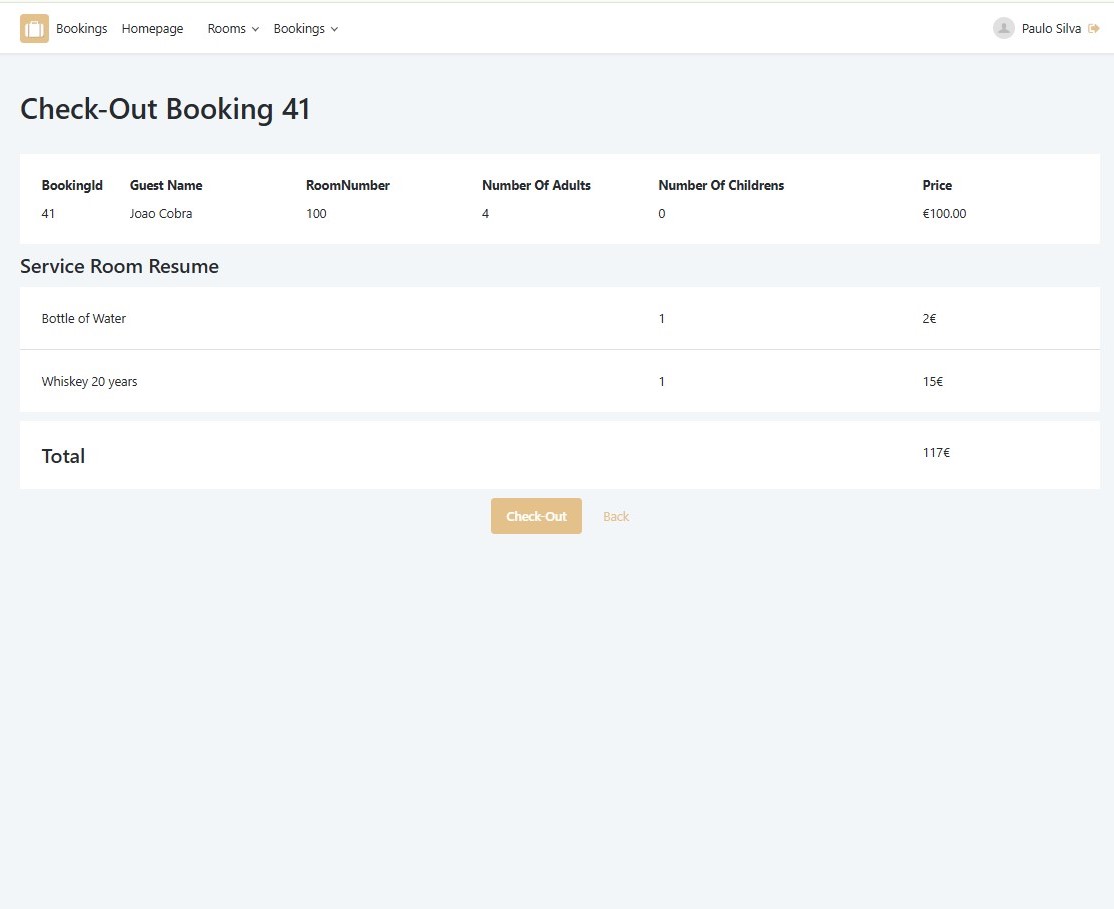 Bookings Homepage Rooms Bookings Paulo Silva
Check-Out Booking 41
BookingId Guest Name RoomNumber Number Of Adults Number Of Childrens Price
41 Joao Cobra 100 4 0 €100.00
Service Room Resume
Bottle of Water 1 2€
Whiskey 20 years 1 15€
Total 117€
Check-Out Back